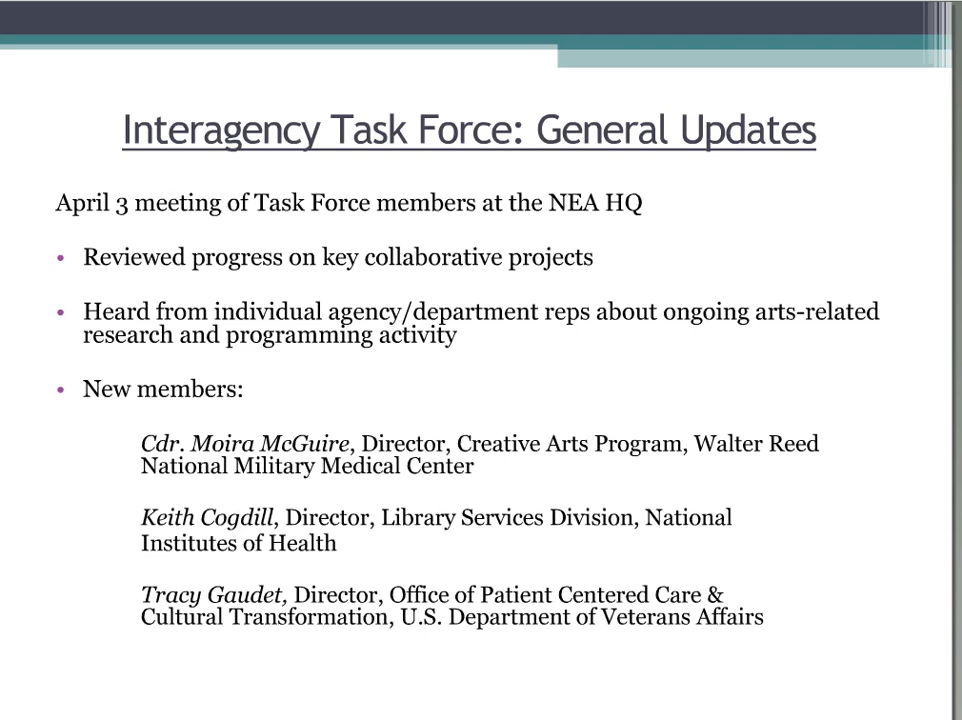 Interagency Task Force: General Updates
April 3 meeting of Task Force members at the NEA HQ
• Reviewed progress on key collaborative projects
• Heard from individual agency/department reps about ongoing arts-related
research and programming activity
• New members:
Cdr. Moira McGuire, Director, Creative Arts Program, Walter Reed
National Military Medical Center
Keith Cogdill, Director, Library Services Division, National
Institutes of Health
Tracy Gaudet, Director, Office of Patient Centered Care &
Cultural Transformation, U.S. Department of Veterans Affairs